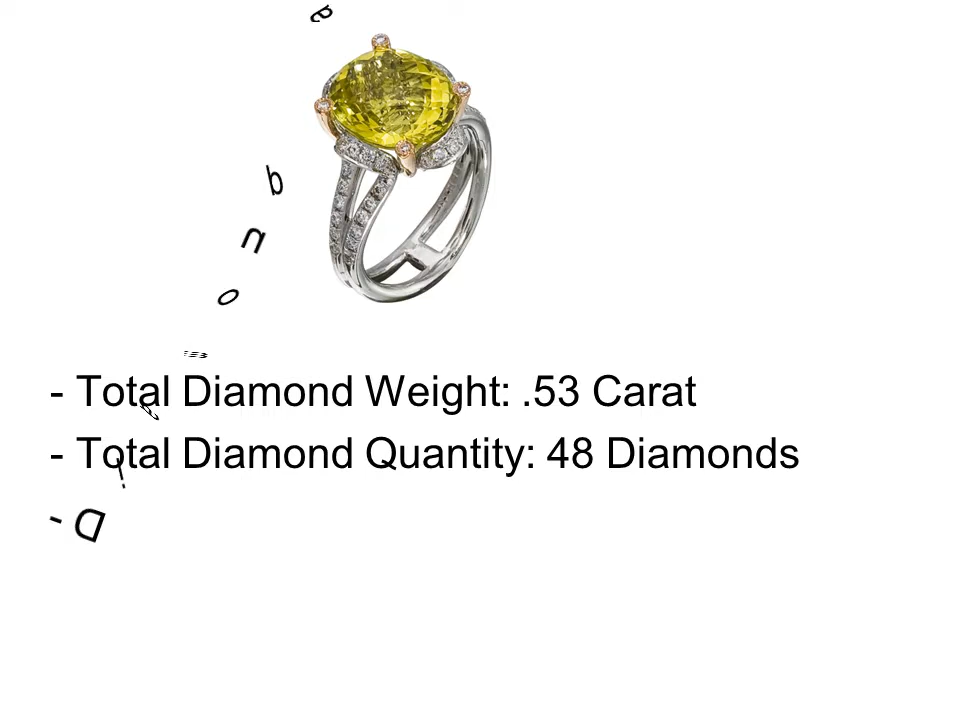 - Total Diamond Weight: .53 Carat
- Total Diamond Quantity: 48 Diamonds